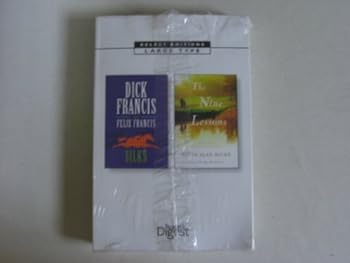 SELECT EDITIONS
LARGE TYPE
DICK
FRANCIS
FELIX FRANCIS
SILKS
The
Nine
Lessons
Digest